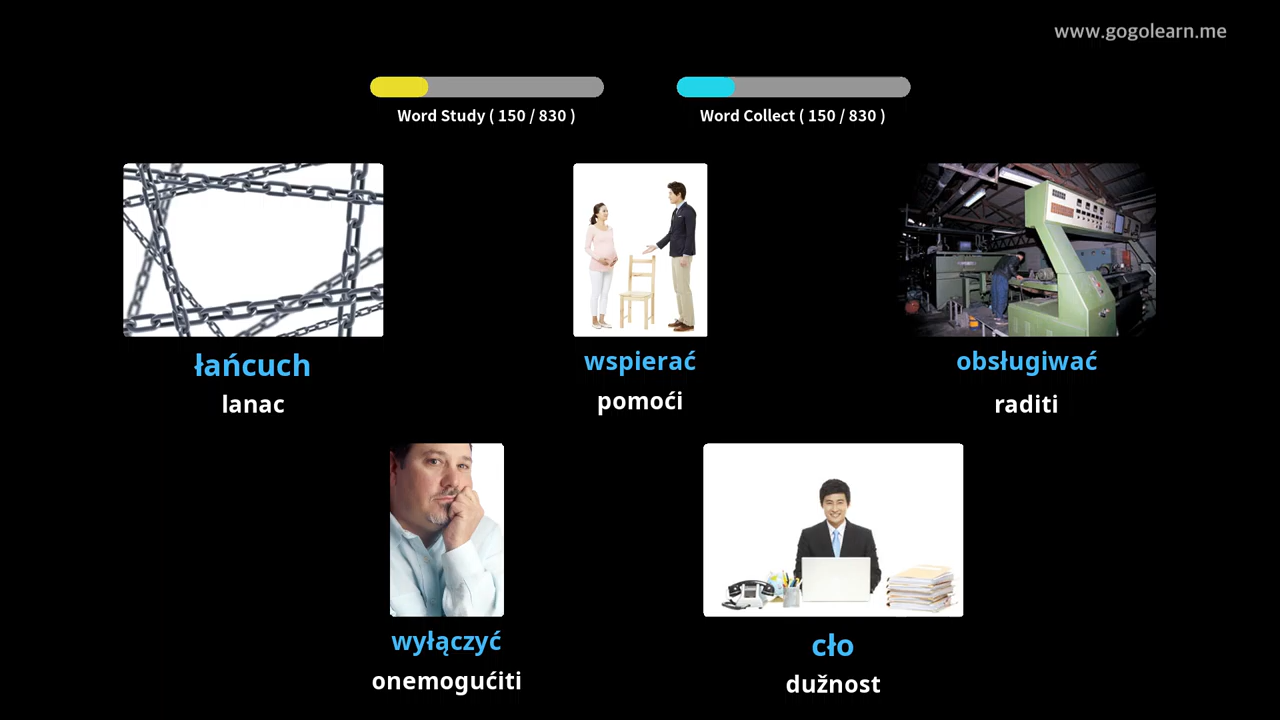 www.gogolearn.me
Word Study ( 150 / 830 )
Word Collect ( 150 / 830 )
łańcuch
lanac
wspierać
pomoći
obsługiwać
raditi
wyłączyć
onemogućiti
cło
dužnost